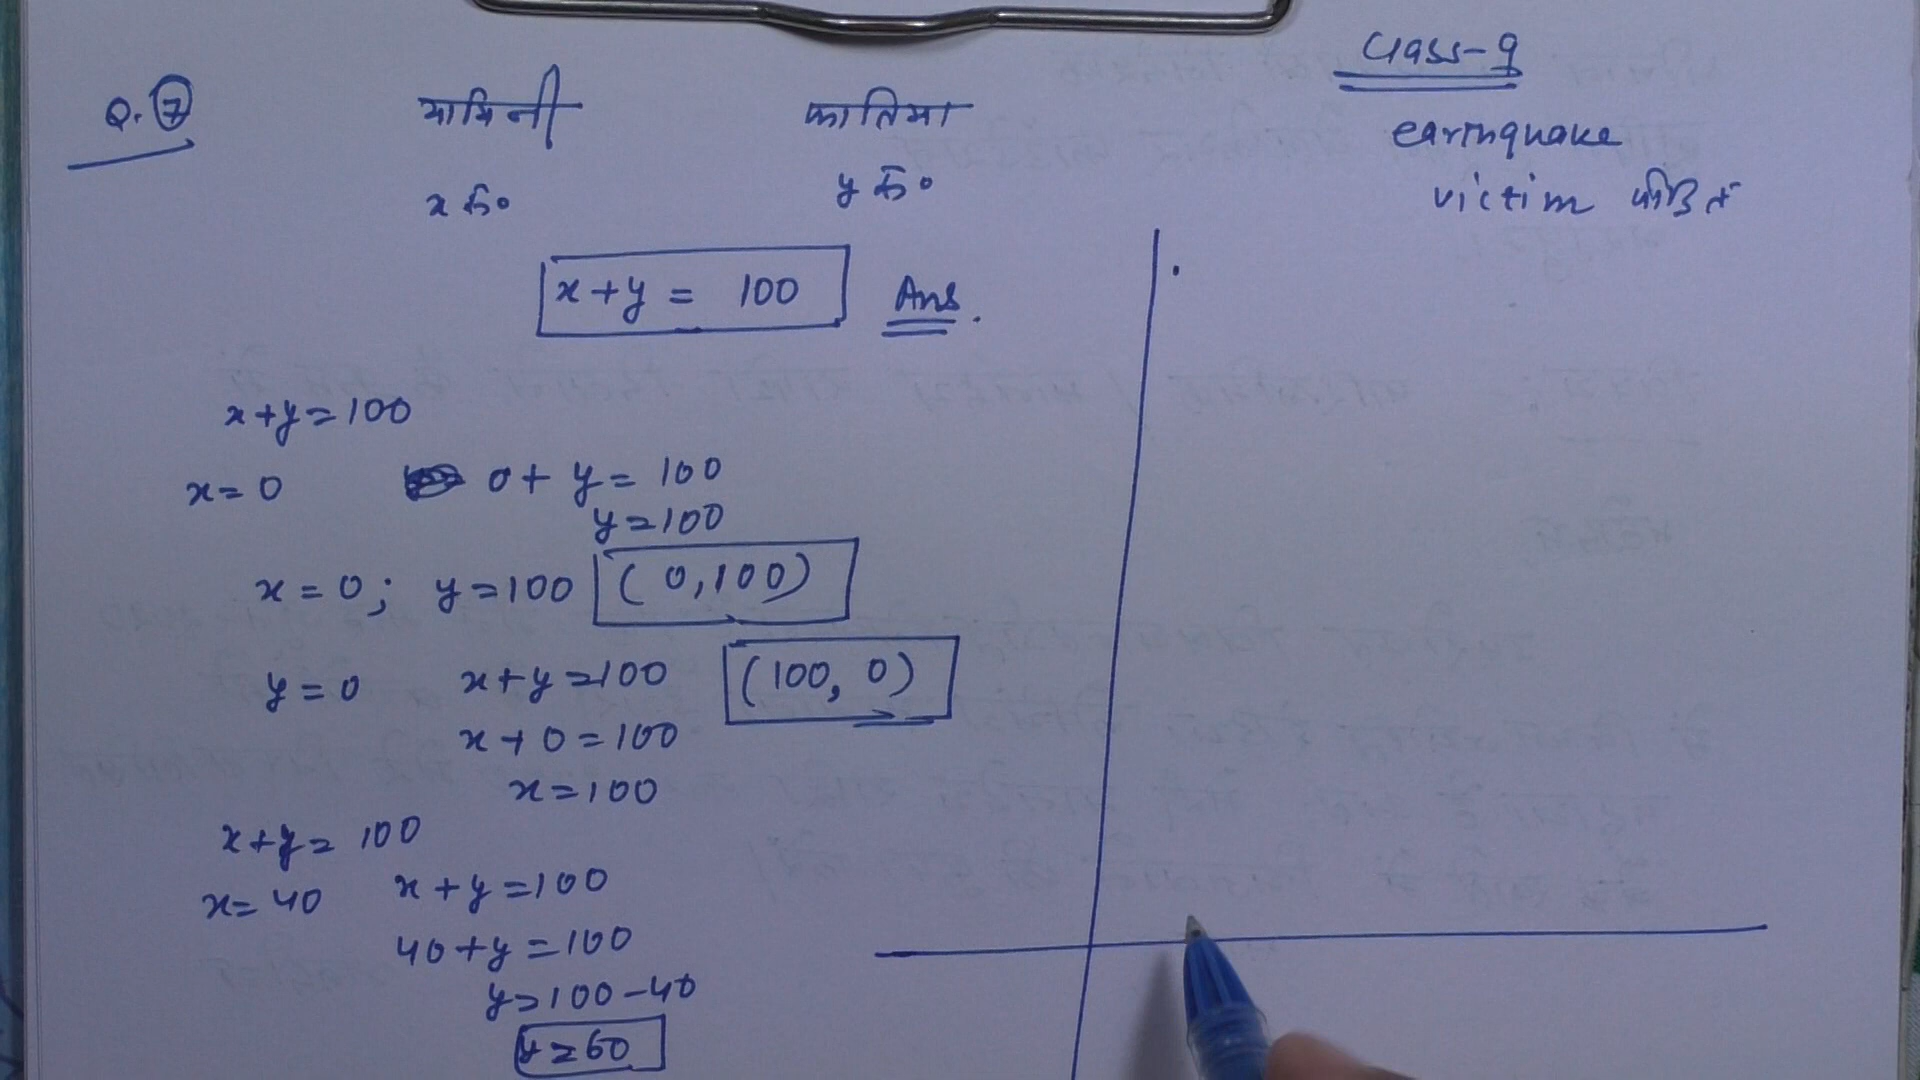 Class-9
Q. 7 यामिनी फातिमा
earthquake
x रु० y रु०
victim पीड़ित
x+y = 100 Ans.
x+y=100
x=0 0+ y = 100
y=100
x=0; y=100 (0,100)
y=0 x+y=100 (100, 0)
x+0=100
x=100
x+y= 100
x=40 x+y=100
40+y=100
y=100-40
y=60